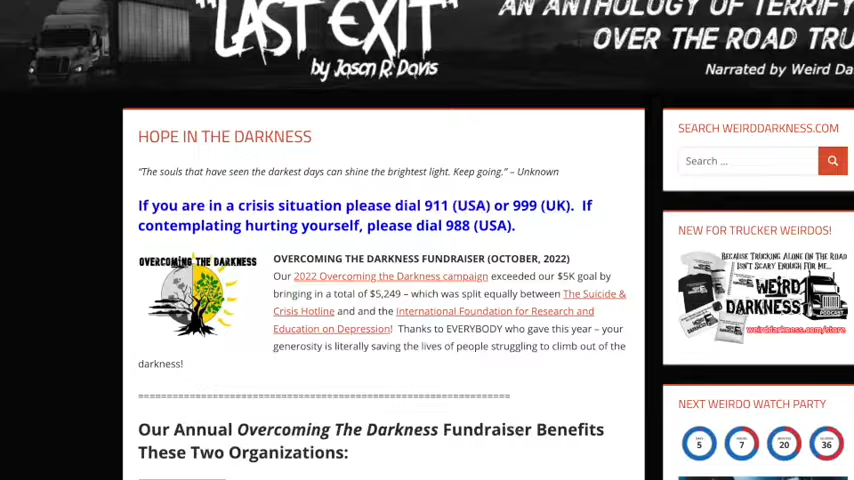 "LAST EXIT"
by Jason R. Davis
AN ANTHOLOGY OF TERRIFY
OVER THE ROAD TRU
Narrated by Weird Da
HOPE IN THE DARKNESS
"The souls that have seen the darkest days can shine the brightest light. Keep going." – Unknown
If you are in a crisis situation please dial 911 (USA) or 999 (UK).  If
contemplating hurting yourself, please dial 988 (USA).
OVERCOMING THE DARKNESS
OVERCOMING THE DARKNESS FUNDRAISER (OCTOBER, 2022)
Our 2022 Overcoming the Darkness campaign exceeded our $5K goal by
bringing in a total of $5,249 – which was split equally between The Suicide &
Crisis Hotline and and the International Foundation for Research and
Education on Depression!  Thanks to EVERYBODY who gave this year – your
generosity is literally saving the lives of people struggling to climb out of the
darkness!
==================================================================
Our Annual Overcoming The Darkness Fundraiser Benefits
These Two Organizations:
SEARCH WEIRDDARKNESS.COM
Search ...
NEW FOR TRUCKER WEIRDOS!
BECAUSE TRUCKING ALONE ON THE ROAD
ISN'T SCARY ENOUGH FOR ME...
WEIRD
DARKNESS
PODCAST
weirddarkness.com/store
NEXT WEIRDO WATCH PARTY
5
7
20
36